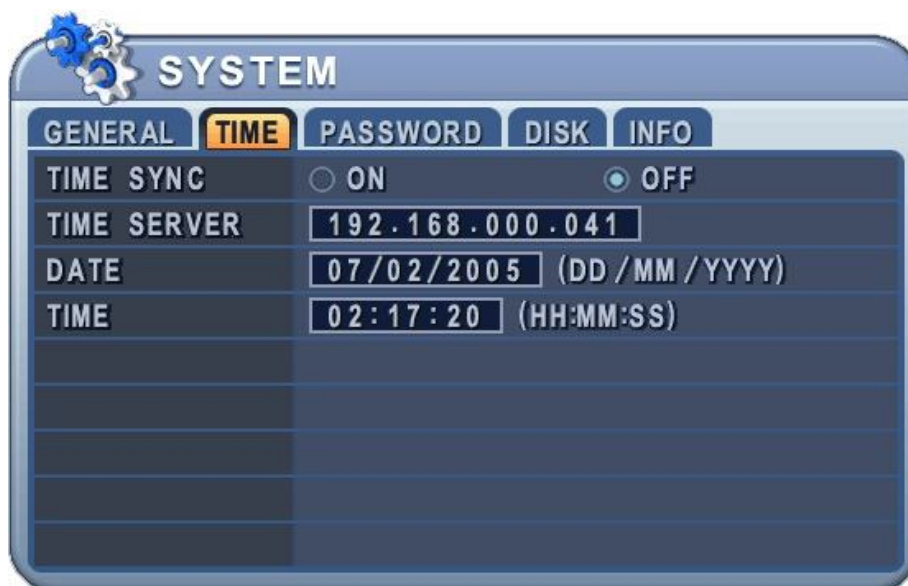 SYSTEM
GENERAL TIME PASSWORD DISK INFO
TIME SYNC ON OFF
TIME SERVER 192.168.000.041
DATE 07/02/2005 (DD/MM/YYYY)
TIME 02:17:20 (HH:MM:SS)